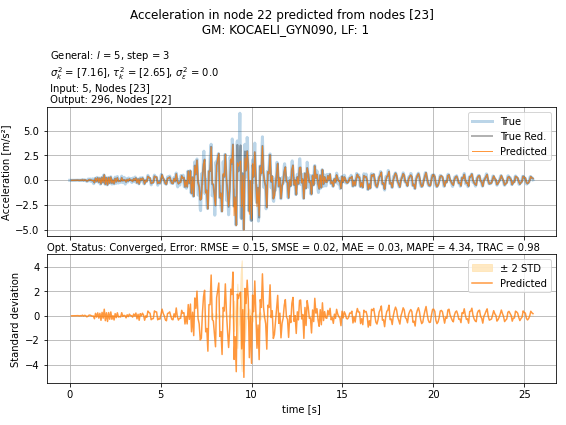 Acceleration in node 22 predicted from nodes [23]
GM: KOCAELI_GYN090, LF: 1
General: l = 5, step = 3
σ²ₖ = [7.16], τ²ₖ = [2.65], σ²ε = 0.0
Input: 5, Nodes [23]
Output: 296, Nodes [22]
Acceleration [m/s²]
5.0
2.5
0.0
−2.5
−5.0
True
True Red.
Predicted
Opt. Status: Converged, Error: RMSE = 0.15, SMSE = 0.02, MAE = 0.03, MAPE = 4.34, TRAC = 0.98
Standard deviation
4
2
0
−2
−4
± 2 STD
Predicted
0 5 10 15 20 25
time [s]